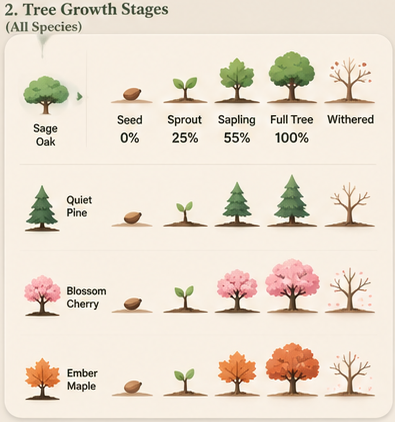 2. Tree Growth Stages
(All Species)
Sage
Oak
Seed
0%
Sprout
25%
Sapling
55%
Full Tree
100%
Withered
Quiet
Pine
Blossom
Cherry
Ember
Maple